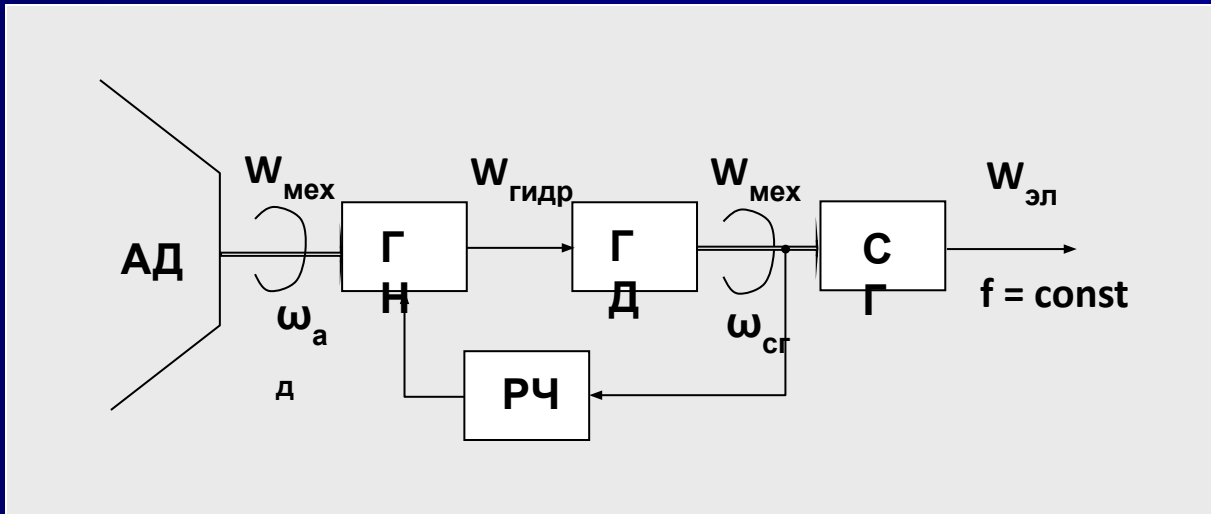 АД
Wмех
ωа
д
Г
Н
Wгидр
Г
Д
Wмех
ωсг
С
Г
Wэл
f = const
РЧ